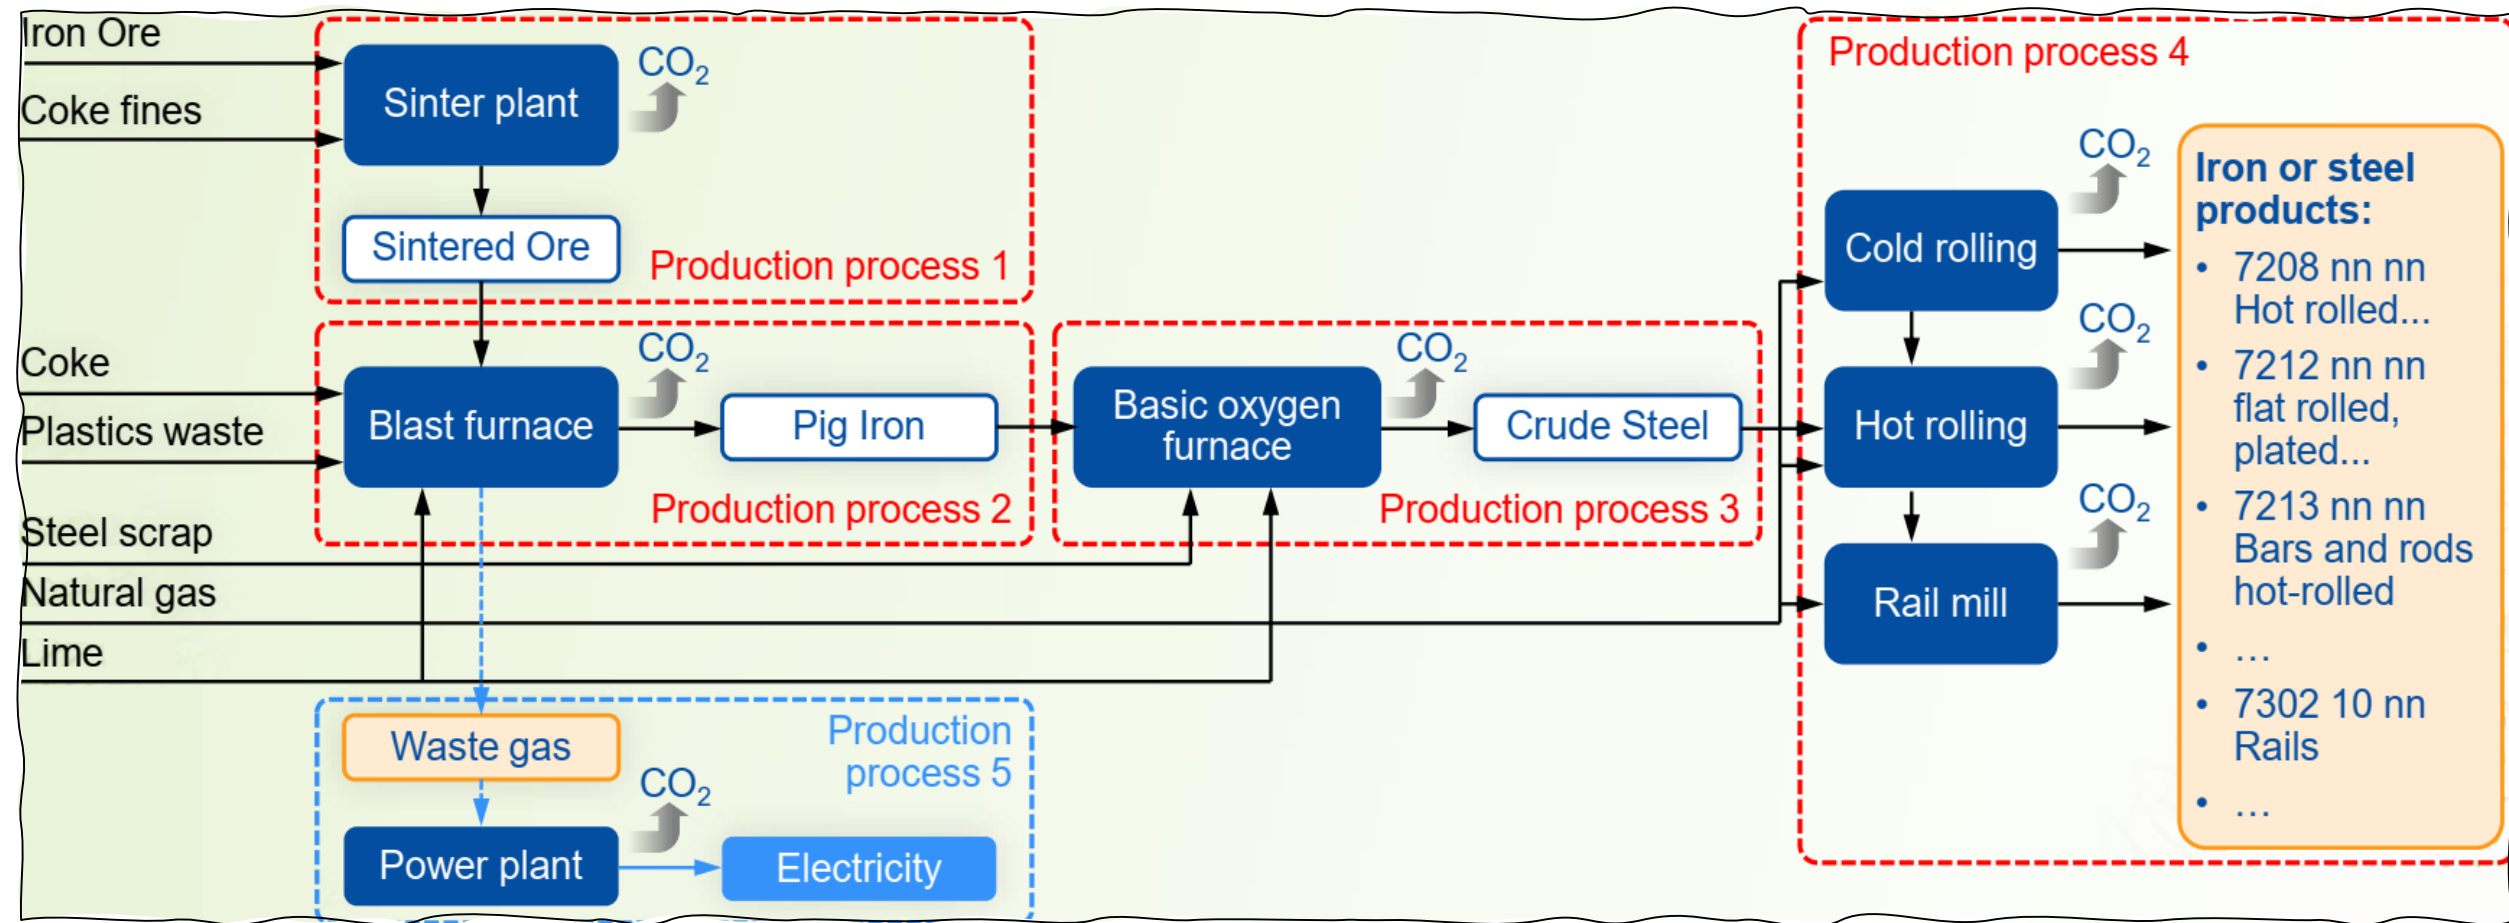 Iron Ore
Coke fines
Sinter plant
CO₂
Sintered Ore
Production process 1
Coke
Plastics waste
Blast furnace
CO₂
Pig Iron
Production process 2
Basic oxygen
furnace
CO₂
Crude Steel
Production process 3
Steel scrap
Natural gas
Lime
Waste gas
Production
process 5
Power plant
CO₂
Electricity
Production process 4
Cold rolling
CO₂
Hot rolling
CO₂
Rail mill
CO₂
Iron or steel
products:
• 7208 nn nn
Hot rolled...
• 7212 nn nn
flat rolled,
plated...
• 7213 nn nn
Bars and rods
hot-rolled
• ...
• 7302 10 nn
Rails
• ...